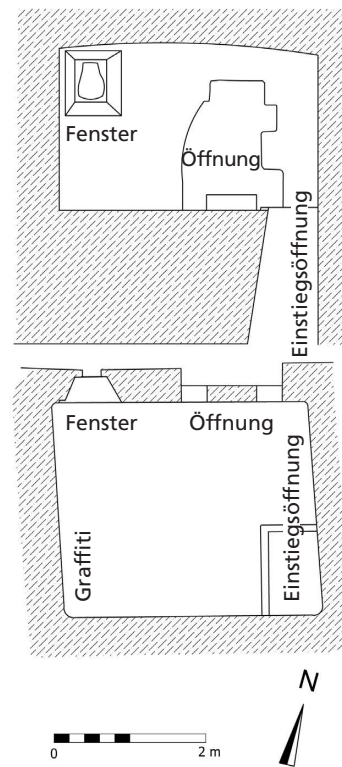 Fenster
Öffnung
Einstiegsöffnung
Fenster
Öffnung
Einstiegsöffnung
Graffiti
N
0
2 m